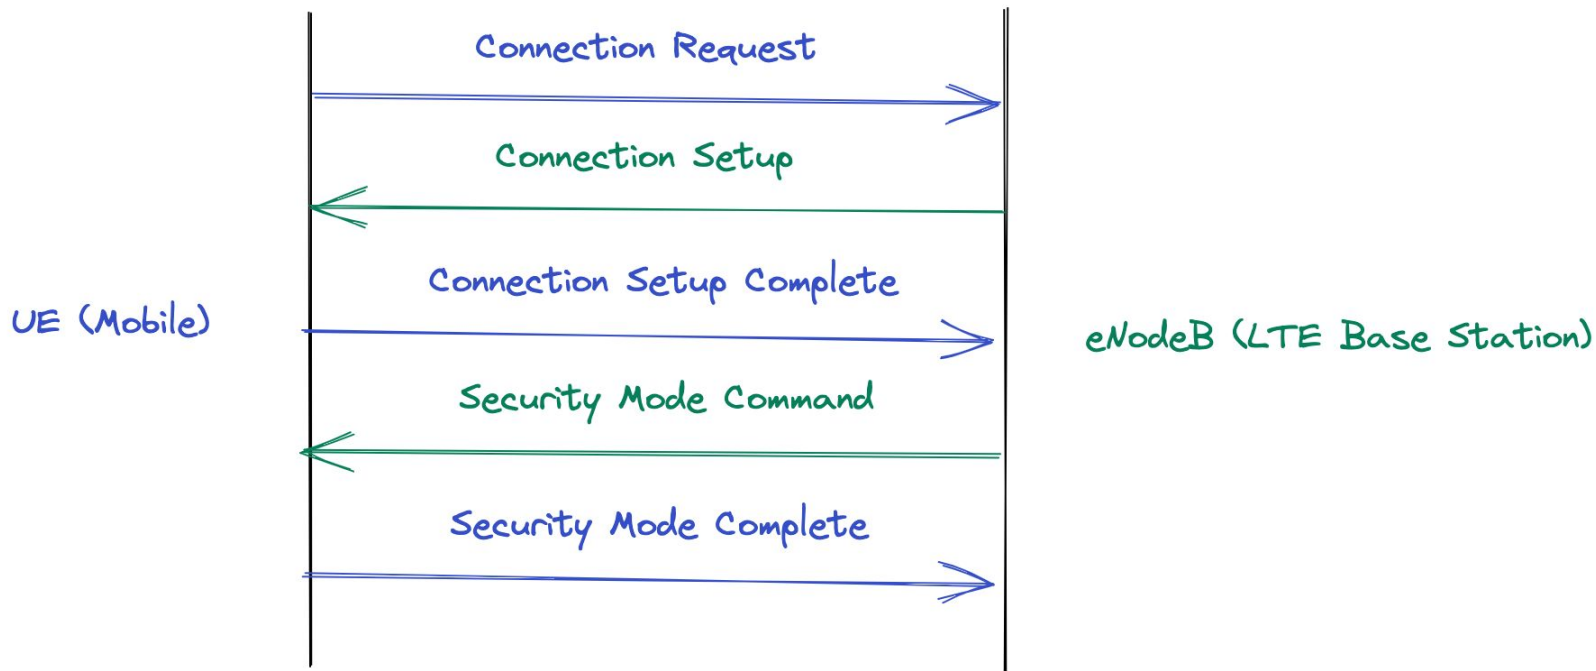 Connection Request
Connection Setup
Connection Setup Complete
UE (Mobile)
eNodeB (LTE Base Station)
Security Mode Command
Security Mode Complete